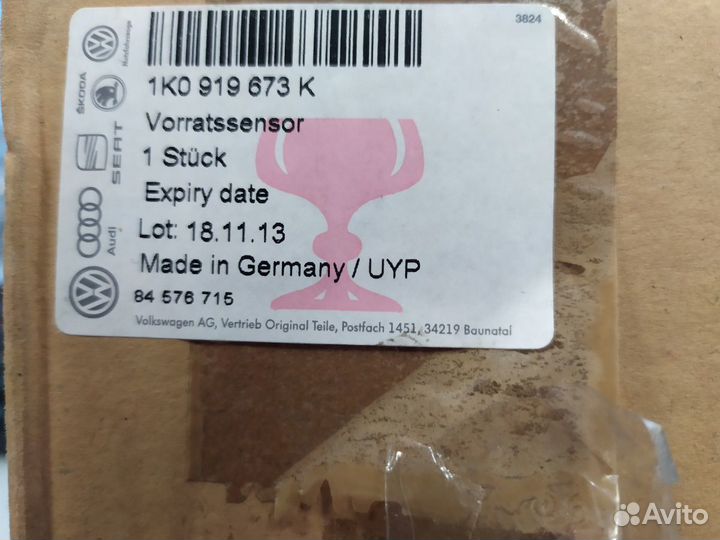 3824
Nutzfahrzeuge
ŠKODA
SEAT
Audi
1K0 919 673 K
Vorratssensor
1 Stück
Expiry date
Lot: 18.11.13
Made in Germany / UYP
84 576 715
Volkswagen AG, Vertrieb Original Teile, Postfach 1451, 34219 Baunatal
Avito